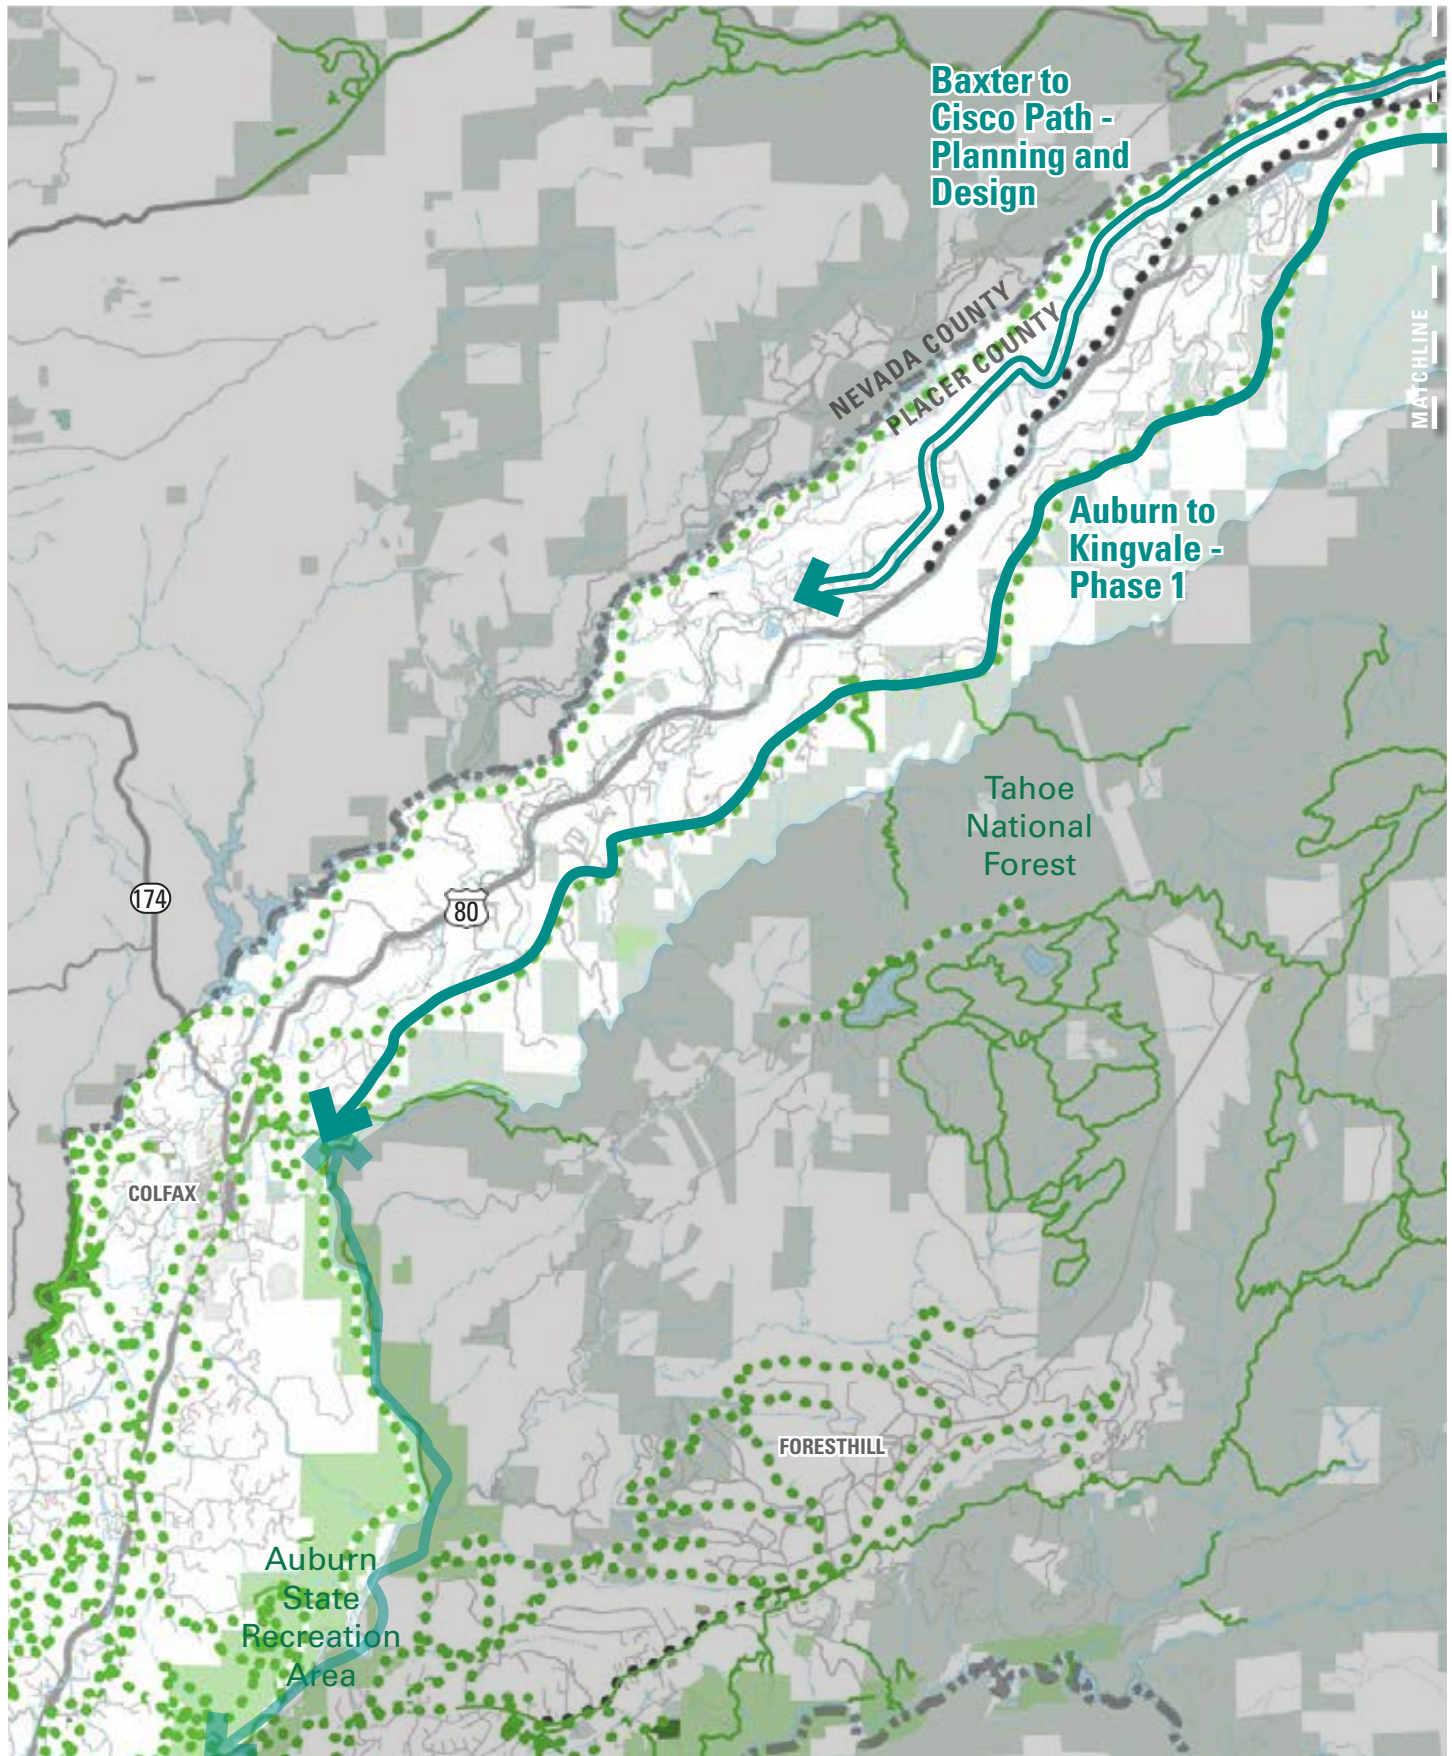 Baxter to
Cisco Path -
Planning and
Design
NEVADA COUNTY
PLACER COUNTY
MATCHLINE
Auburn to
Kingvale -
Phase 1
Tahoe
National
Forest
174
80
COLFAX
FORESTHILL
Auburn
State
Recreation
Area